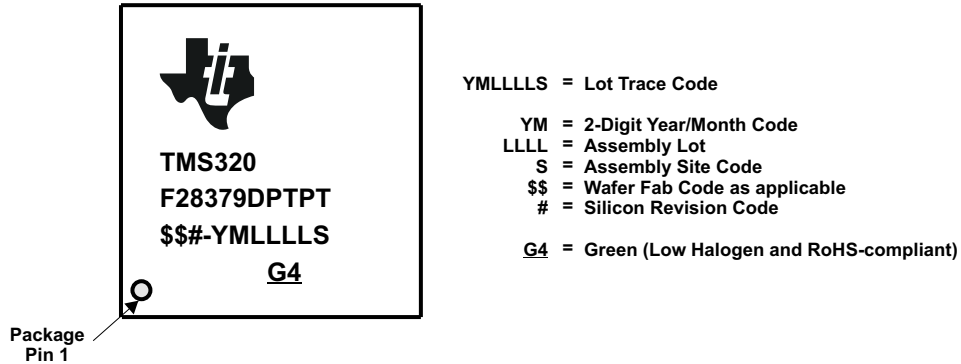 TMS320
F28379DPTPT
$$#-YMLLLLS
G4
Package
Pin 1
YMLLLLS = Lot Trace Code
YM = 2-Digit Year/Month Code
LLLL = Assembly Lot
S = Assembly Site Code
$$ = Wafer Fab Code as applicable
# = Silicon Revision Code
G4 = Green (Low Halogen and RoHS-compliant)